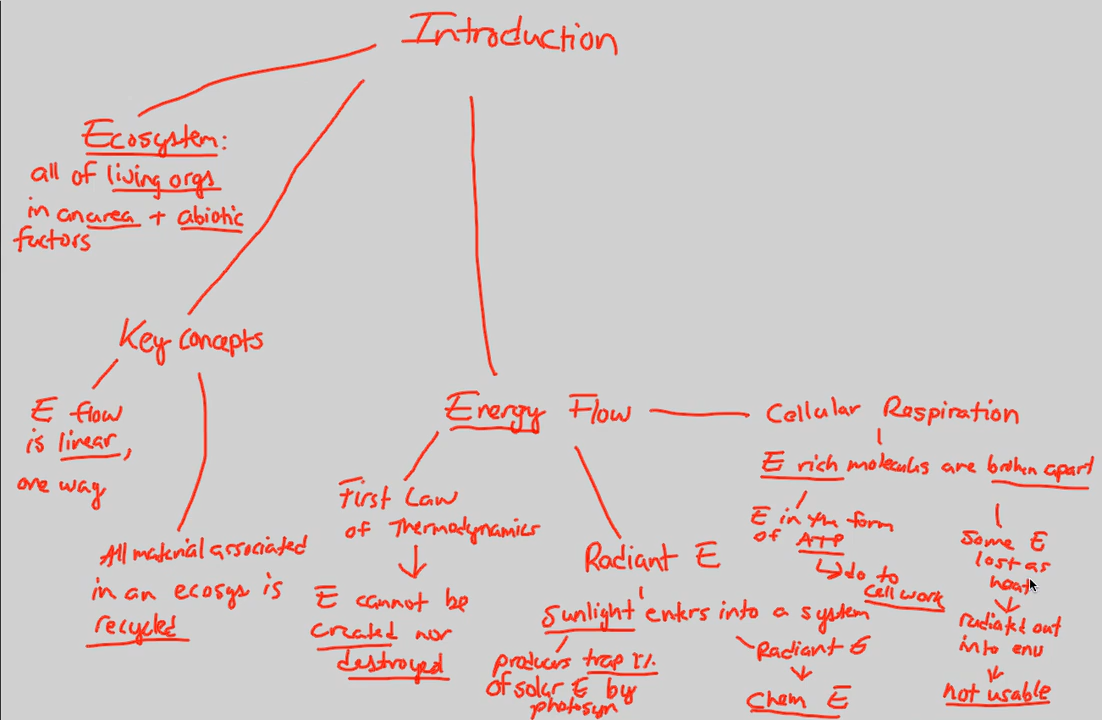 Introduction
Ecosystem:
all of living orgs
in an area + abiotic
factors
Key concepts
E flow
is linear,
one way
All material associated
in an ecosys is
recycled
Energy Flow
First Law
of Thermodynamics
E cannot be
created nor
destroyed
Radiant E
Sunlight enters into a system
producers trap 1%
of solar E by
photosyn
Radiant E
Chem E
Cellular Respiration
E rich molecules are broken apart
E in the form
of ATP
do to
cell work
Some E
lost as
heat
radiated out
into env
not usable